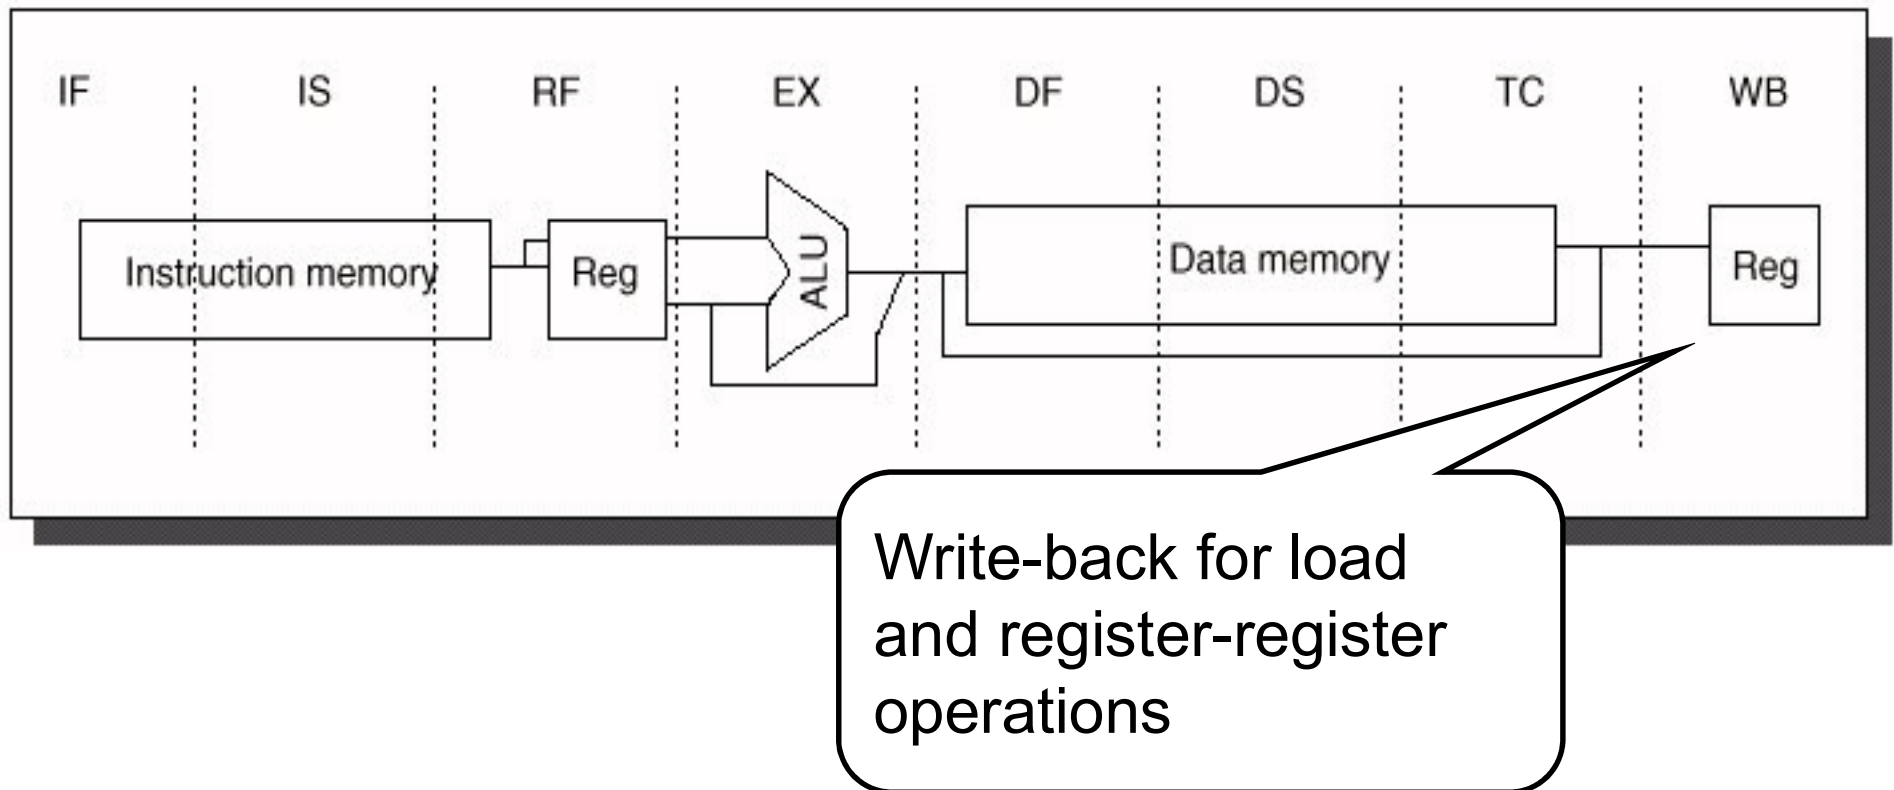 IF IS RF EX DF DS TC WB
Instruction memory
Reg
ALU
Data memory
Reg
Write-back for load
and register-register
operations